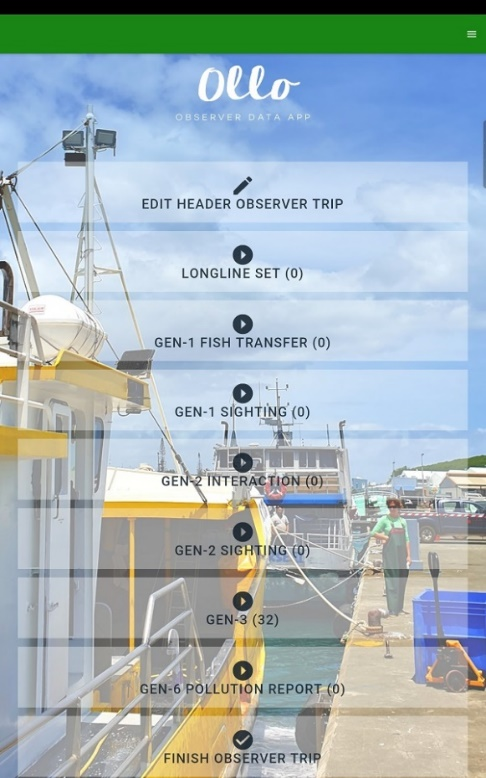 Ollo
OBSERVER DATA APP
EDIT HEADER OBSERVER TRIP
LONGLINE SET (0)
GEN-1 FISH TRANSFER (0)
GEN-1 SIGHTING (0)
GEN-2 INTERACTION (0)
GEN-2 SIGHTING (0)
GEN-3 (32)
GEN-6 POLLUTION REPORT (0)
FINISH OBSERVER TRIP